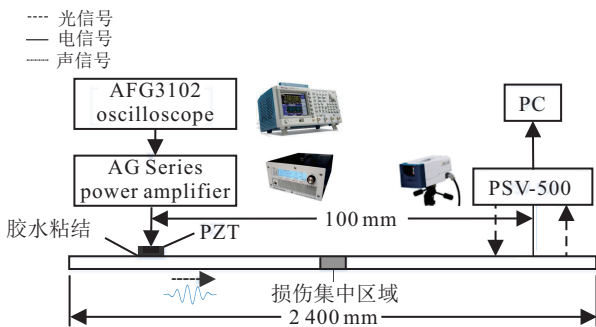 光信号
电信号
声信号
AFG3102
oscilloscope
PC
AG Series
power amplifier
PSV-500
100 mm
胶水粘结
PZT
损伤集中区域
2 400 mm